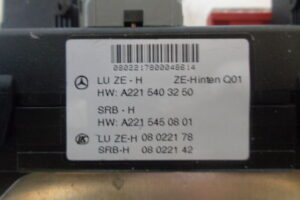 0802217800046614
LU ZE - H ZE-Hinten Q01
HW: A221 540 32 50
SRB - H
HW: A221 545 08 01
LU ZE-H 08 0221 78
SRB-H 08 0221 42